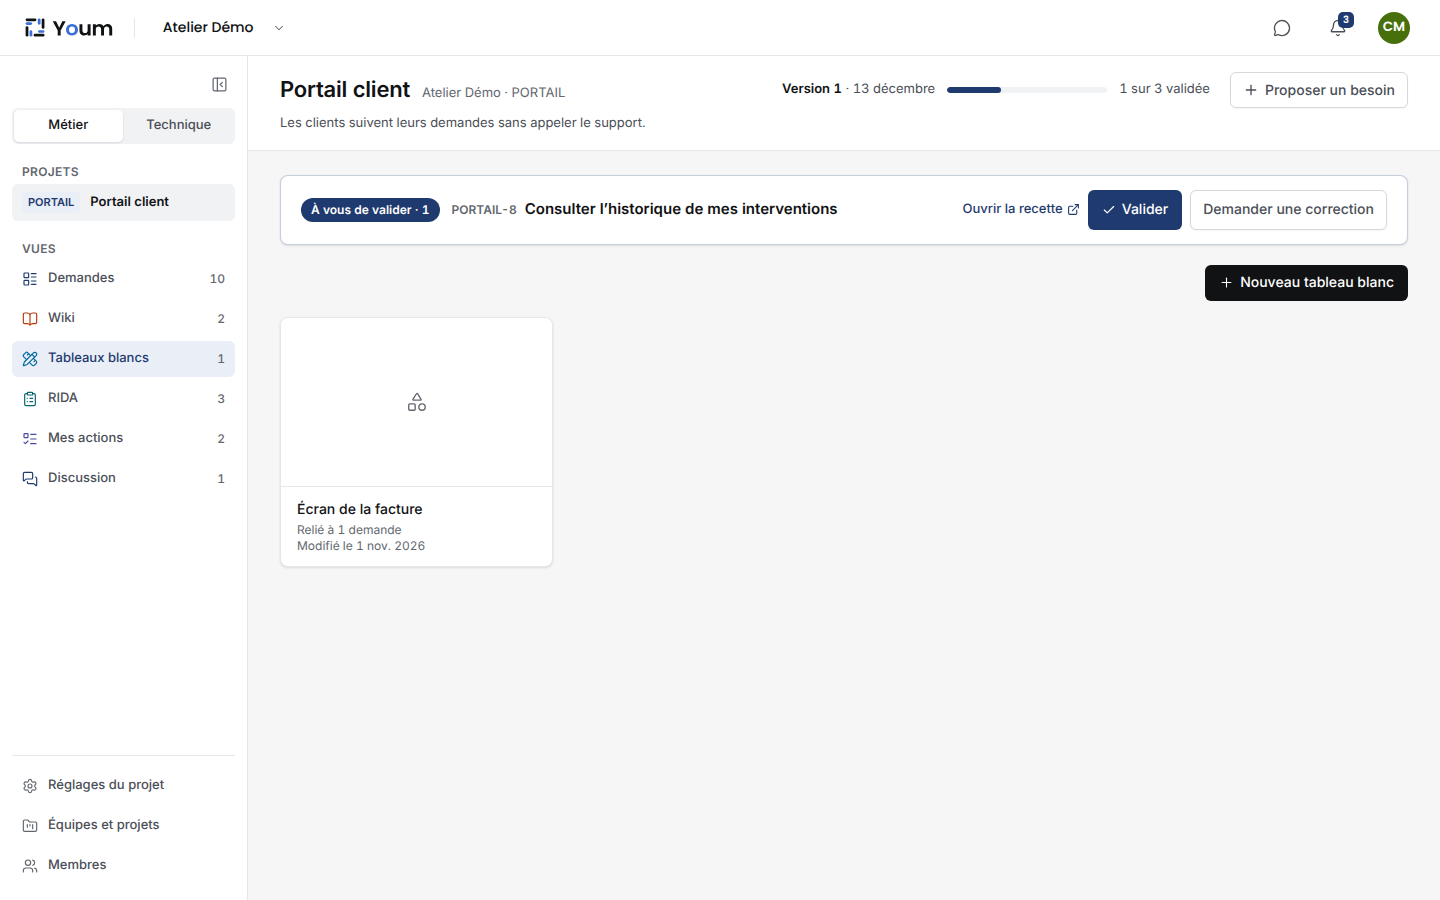 Youm
Atelier Démo
3
CM
Métier
Technique
PROJETS
PORTAIL Portail client
VUES
Demandes 10
Wiki 2
Tableaux blancs 1
RIDA 3
Mes actions 2
Discussion 1
Réglages du projet
Équipes et projets
Membres
Portail client Atelier Démo · PORTAIL
Les clients suivent leurs demandes sans appeler le support.
Version 1 · 13 décembre
1 sur 3 validée
Proposer un besoin
À vous de valider · 1 PORTAIL-8 Consulter l’historique de mes interventions
Ouvrir la recette
Valider
Demander une correction
Nouveau tableau blanc
Écran de la facture
Relié à 1 demande
Modifié le 1 nov. 2026